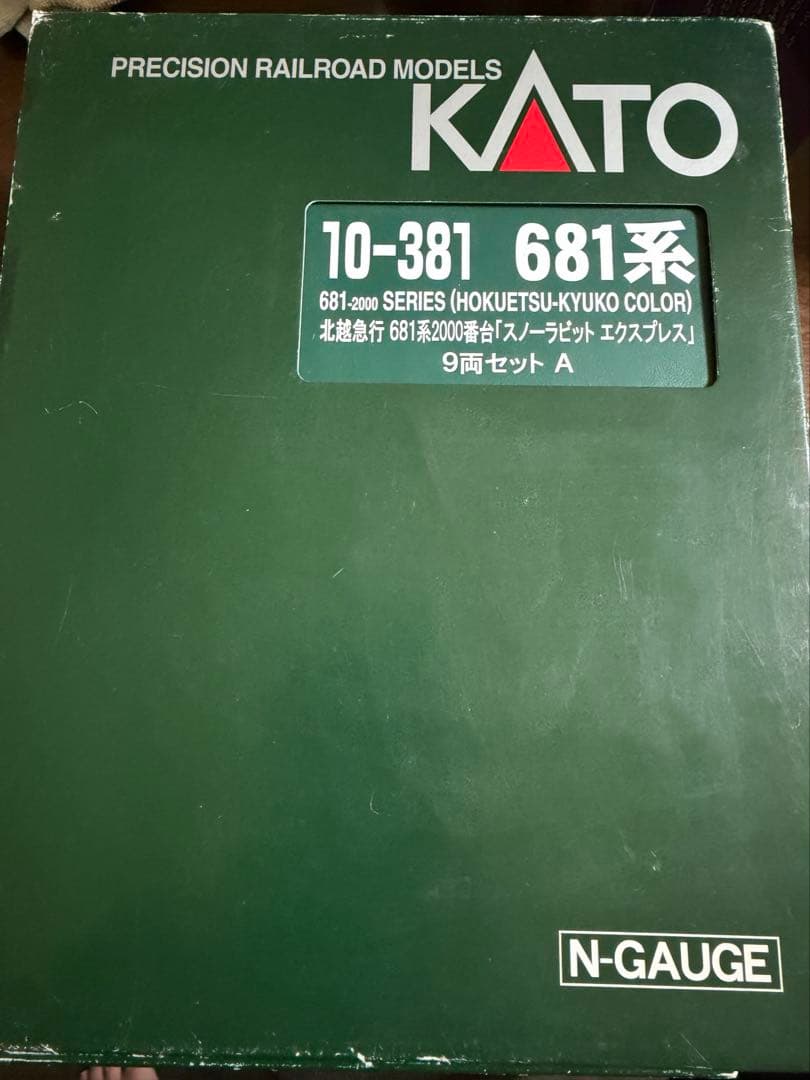 PRECISION RAILROAD MODELS
KATO
10-381 681系
681-2000 SERIES (HOKUETSU-KYUKO COLOR)
北越急行 681系2000番台「スノーラビット エクスプレス」
9両セット A
N-GAUGE